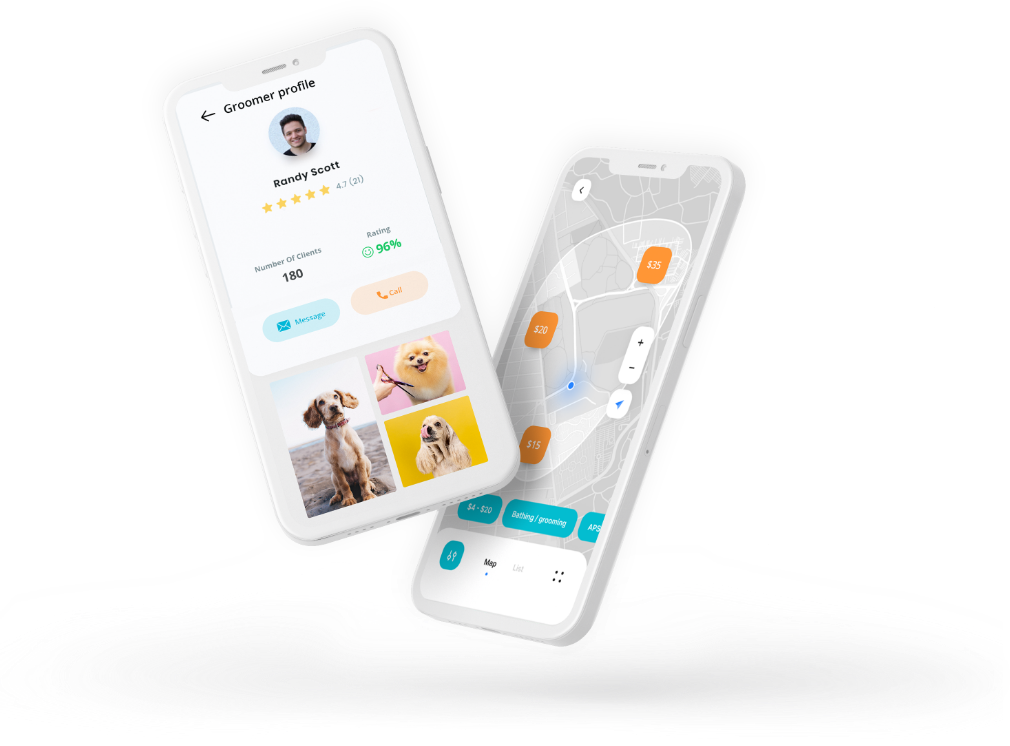 Groomer profile
Randy Scott
4.7 (21)
Number Of Clients
180
Rating
96%
Message
Call
$35
$20
+
−
$15
$4 - $20
Bathing / grooming
APS
Map
List